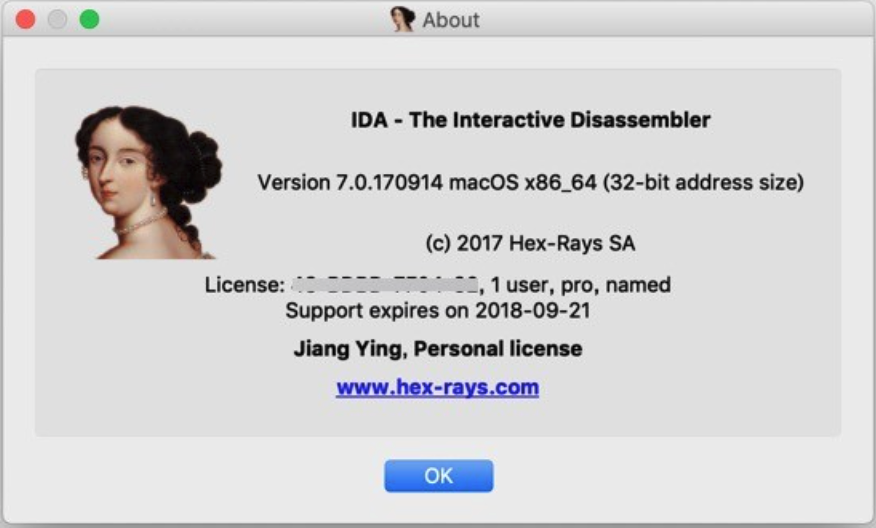 About
IDA - The Interactive Disassembler
Version 7.0.170914 macOS x86_64 (32-bit address size)
(c) 2017 Hex-Rays SA
License: , 1 user, pro, named
Support expires on 2018-09-21
Jiang Ying, Personal license
www.hex-rays.com
OK